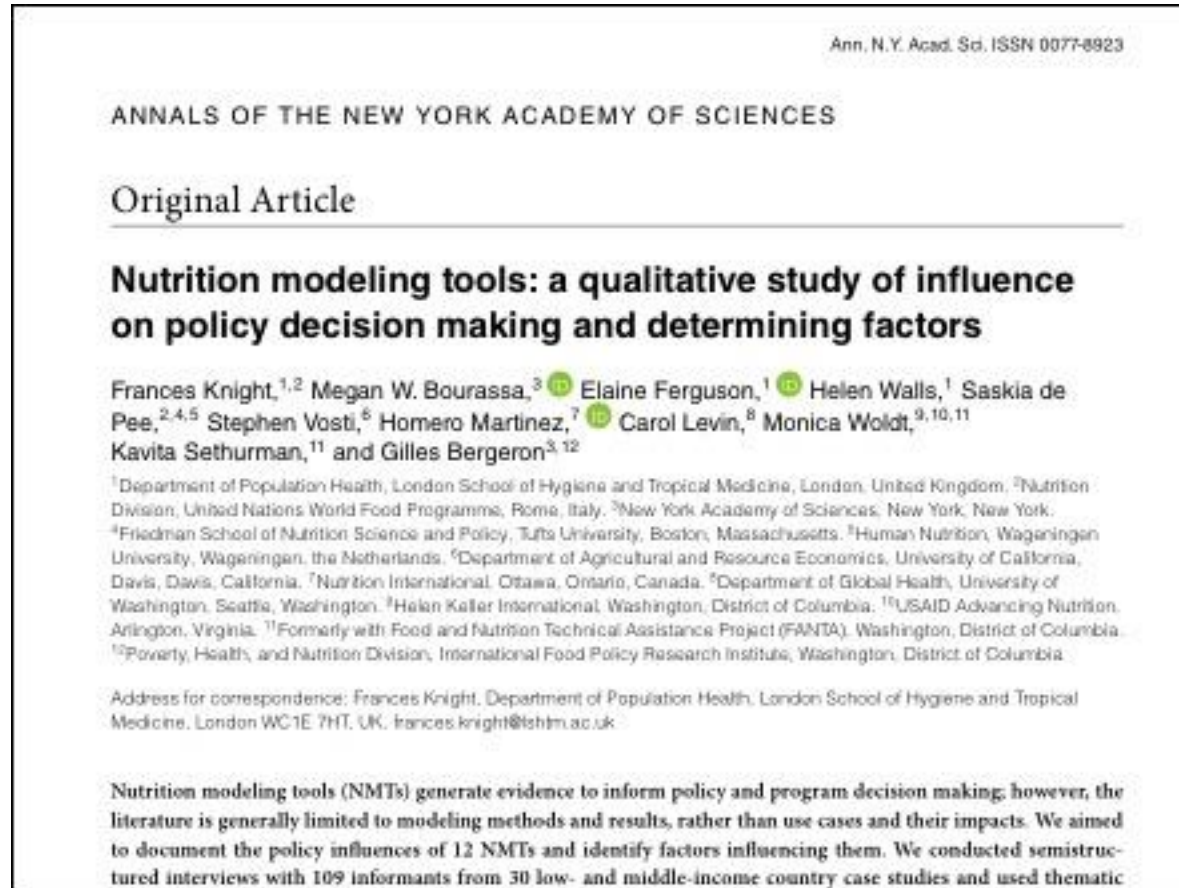 Ann. N.Y. Acad. Sci. ISSN 0077-8923
ANNALS OF THE NEW YORK ACADEMY OF SCIENCES
Original Article
Nutrition modeling tools: a qualitative study of influence
on policy decision making and determining factors
Frances Knight,1,2 Megan W. Bourassa,3 iD Elaine Ferguson,1 iD Helen Walls,1 Saskia de
Pee,2,4,5 Stephen Vosti,6 Homero Martinez,7 iD Carol Levin,8 Monica Woldt,9,10,11
Kavita Sethurman,11 and Gilles Bergeron3,12
1Department of Population Health, London School of Hygiene and Tropical Medicine, London, United Kingdom. 2Nutrition
Division, United Nations World Food Programme, Rome, Italy. 3New York Academy of Sciences, New York, New York.
4Friedman School of Nutrition Science and Policy, Tufts University, Boston, Massachusetts. 5Human Nutrition, Wageningen
University, Wageningen, the Netherlands. 6Department of Agricultural and Resource Economics, University of California,
Davis, Davis, California. 7Nutrition International, Ottawa, Ontario, Canada. 8Department of Global Health, University of
Washington, Seattle, Washington. 9Helen Keller International, Washington, District of Columbia. 10USAID Advancing Nutrition,
Arlington, Virginia. 11Formerly with Food and Nutrition Technical Assistance Project (FANTA), Washington, District of Columbia.
12Poverty, Health, and Nutrition Division, International Food Policy Research Institute, Washington, District of Columbia
Address for correspondence: Frances Knight, Department of Population Health, London School of Hygiene and Tropical
Medicine, London WC1E 7HT, UK. frances.knight@lshtm.ac.uk
Nutrition modeling tools (NMTs) generate evidence to inform policy and program decision making; however, the
literature is generally limited to modeling methods and results, rather than use cases and their impacts. We aimed
to document the policy influences of 12 NMTs and identify factors influencing them. We conducted semistruc-
tured interviews with 109 informants from 30 low- and middle-income country case studies and used thematic